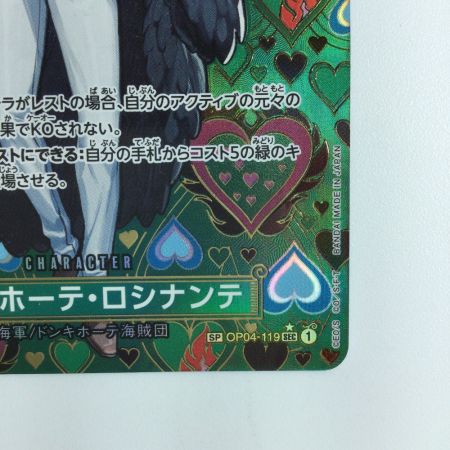 ラがレストの場合、自分のアクティブの元々の
果でKOされない。
ストにできる:自分の手札からコスト5の緑のキ
場させる。
CHARACTER
ホーテ・ロシナンテ
海軍/ドンキホーテ海賊団
SP OP04-119 SEC 1
BANDAI MADE IN JAPAN